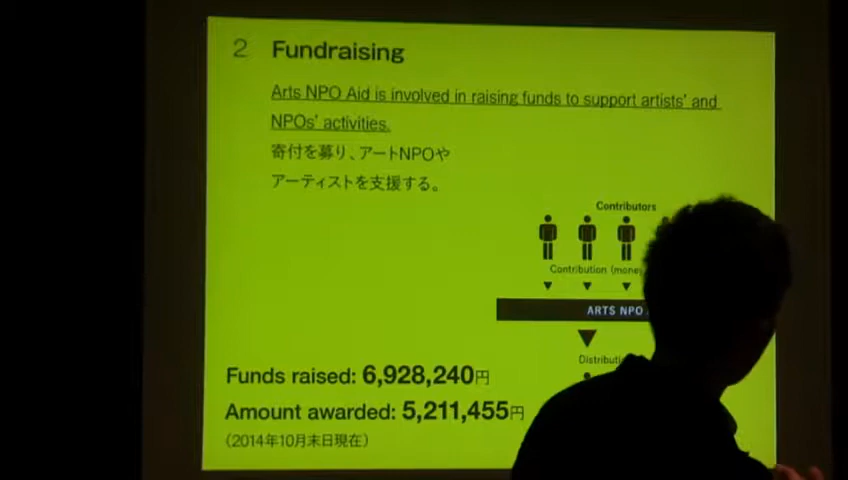 2 Fundraising
Arts NPO Aid is involved in raising funds to support artists' and
NPOs' activities.
寄付を募り、アートNPOや
アーティストを支援する。
Contributors
Contribution
ARTS NPO
Funds raised: 6,928,240円
Amount awarded: 5,211,455円
（2014年10月末日現在）